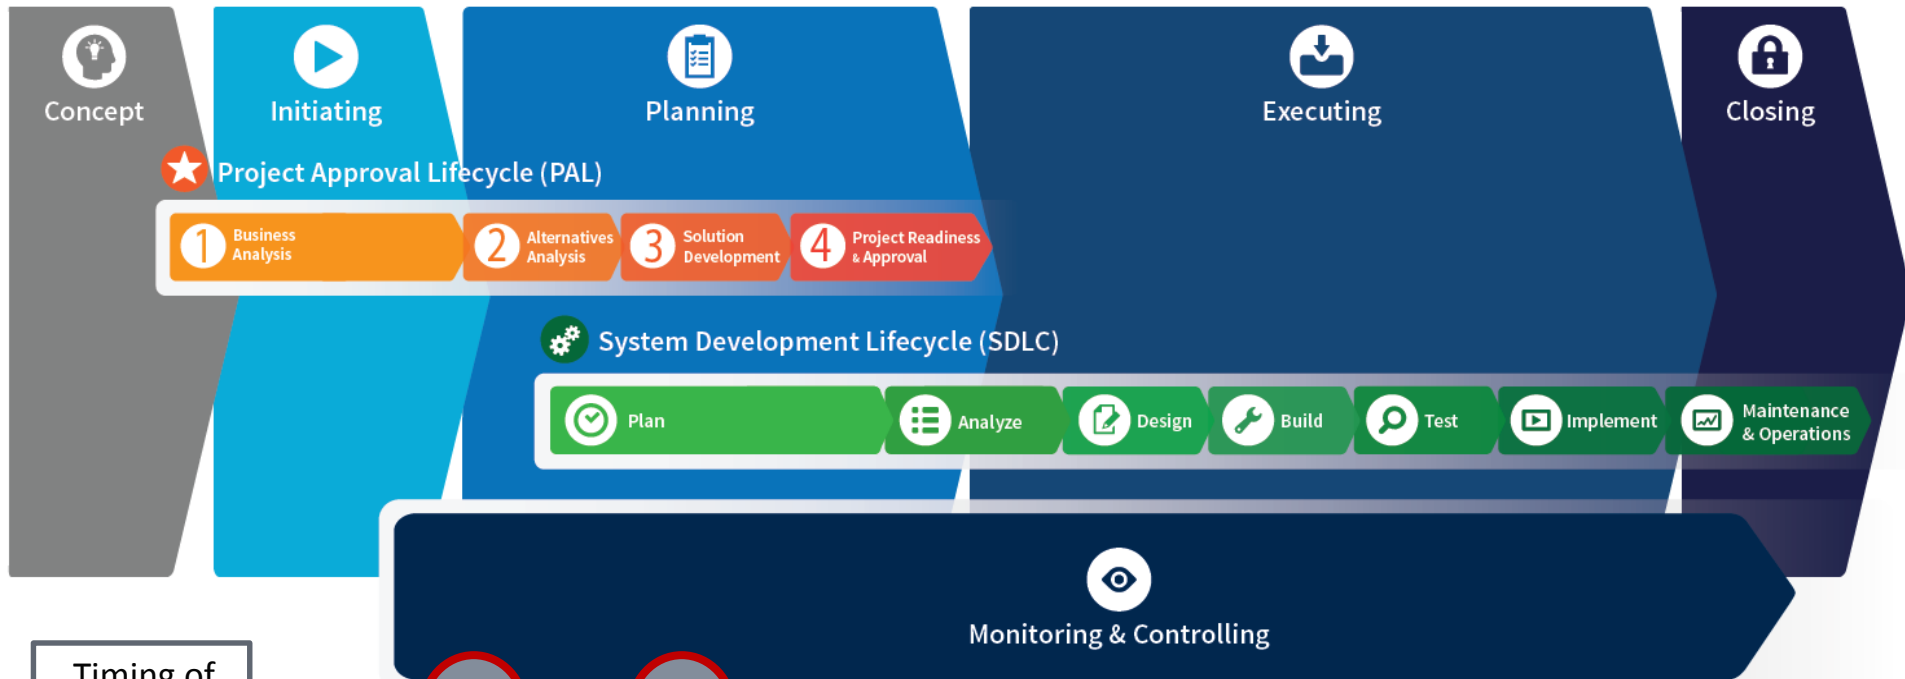 Concept
Initiating
Planning
Executing
Closing
Project Approval Lifecycle (PAL)
1 Business
Analysis
2 Alternatives
Analysis
3 Solution
Development
4 Project Readiness
& Approval
System Development Lifecycle (SDLC)
Plan
Analyze
Design
Build
Test
Implement
Maintenance
& Operations
Monitoring & Controlling
Timing of